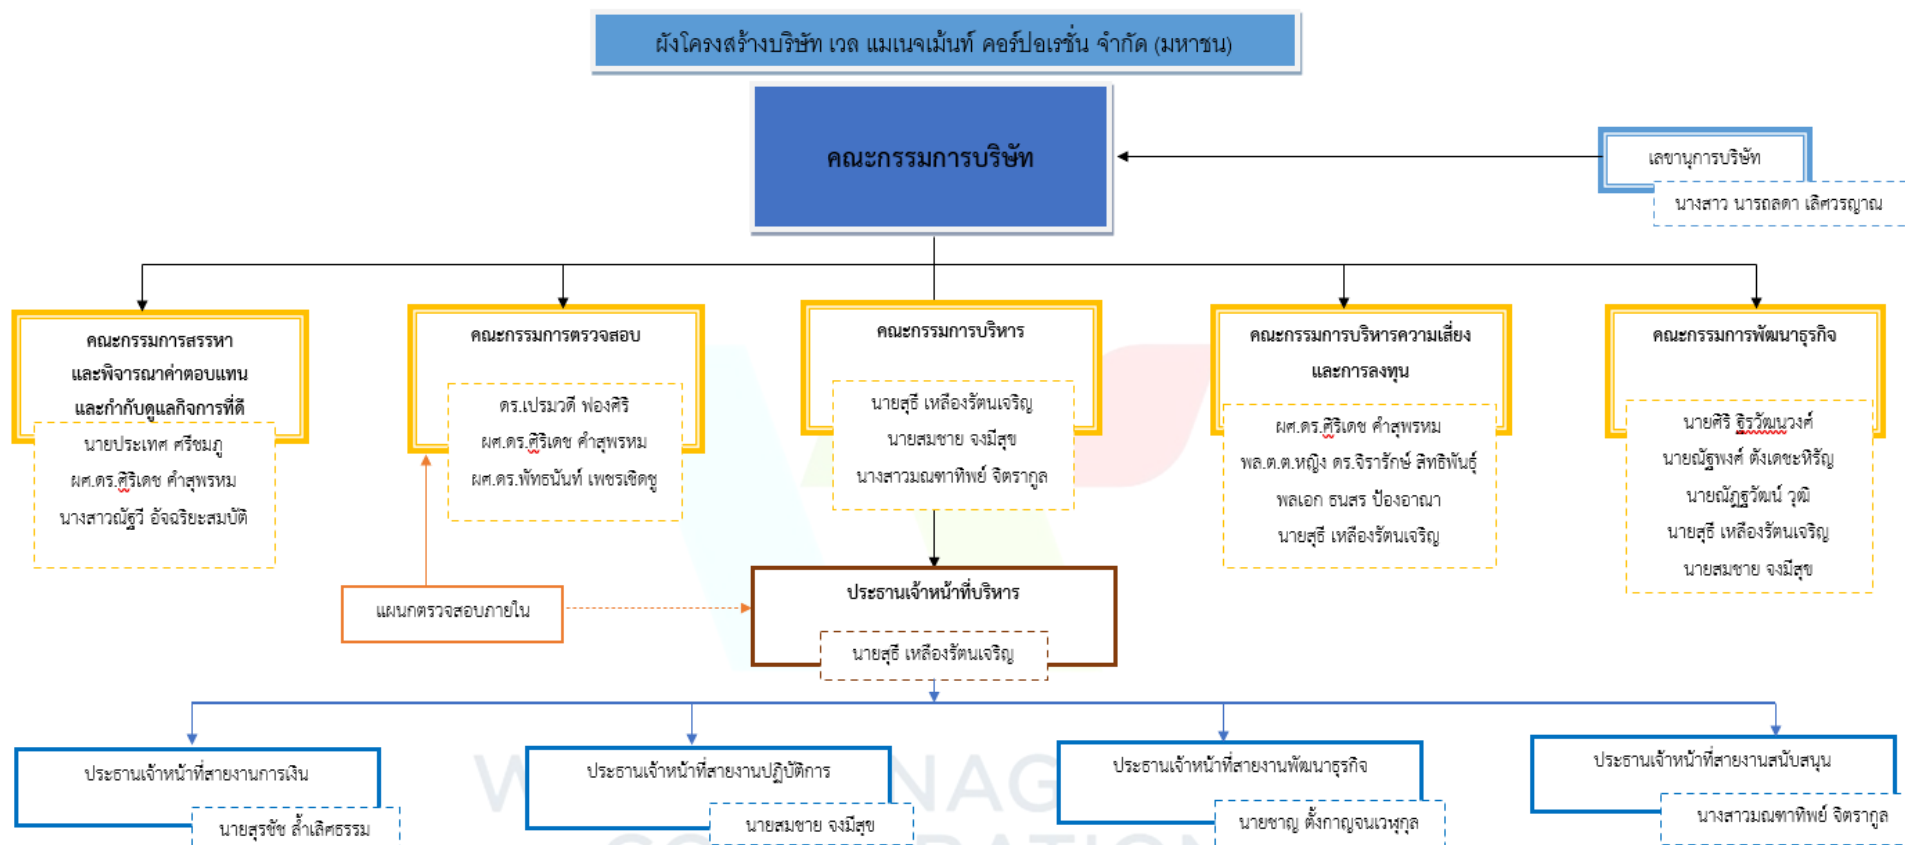 ผังโครงสร้างบริษัท เวล แมเนจเม้นท์ คอร์ปอเรชั่น จำกัด (มหาชน)
คณะกรรมการบริษัท
เลขานุการบริษัท
นางสาว นารถลดา เลิศวรญาณ
คณะกรรมการสรรหา
และพิจารณาค่าตอบแทน
และกำกับดูแลกิจการที่ดี
นายประเทศ ศรีชมภู
ผศ.ดร.ศิริเดช คำสุพรหม
นางสาวณัฐวี อัจฉริยะสมบัติ
คณะกรรมการตรวจสอบ
ดร.เปรมวดี ฟองศิริ
ผศ.ดร.ศิริเดช คำสุพรหม
ผศ.ดร.พัทธนันท์ เพชรเชิดชู
คณะกรรมการบริหาร
นายสุธี เหลืองรัตนเจริญ
นายสมชาย จงมีสุข
นางสาวมณฑาทิพย์ จิตรากูล
คณะกรรมการบริหารความเสี่ยง
และการลงทุน
ผศ.ดร.ศิริเดช คำสุพรหม
พล.ต.ต.หญิง ดร.จิรารักษ์ สิทธิพันธุ์
พลเอก ธนสร ป้องอาณา
นายสุธี เหลืองรัตนเจริญ
คณะกรรมการพัฒนาธุรกิจ
นายศิริ ฐิรวัฒนวงศ์
นายณัฐพงศ์ ตังเดชะหิรัญ
นายณัฏฐวัฒน์ วุฒิ
นายสุธี เหลืองรัตนเจริญ
นายสมชาย จงมีสุข
แผนกตรวจสอบภายใน
ประธานเจ้าหน้าที่บริหาร
นายสุธี เหลืองรัตนเจริญ
ประธานเจ้าหน้าที่สายงานการเงิน
นายสุรชัช ล้ำเลิศธรรม
ประธานเจ้าหน้าที่สายงานปฏิบัติการ
นายสมชาย จงมีสุข
ประธานเจ้าหน้าที่สายงานพัฒนาธุรกิจ
นายชาญ ตั้งกาญจนเวฬุกุล
ประธานเจ้าหน้าที่สายงานสนับสนุน
นางสาวมณฑาทิพย์ จิตรากูล